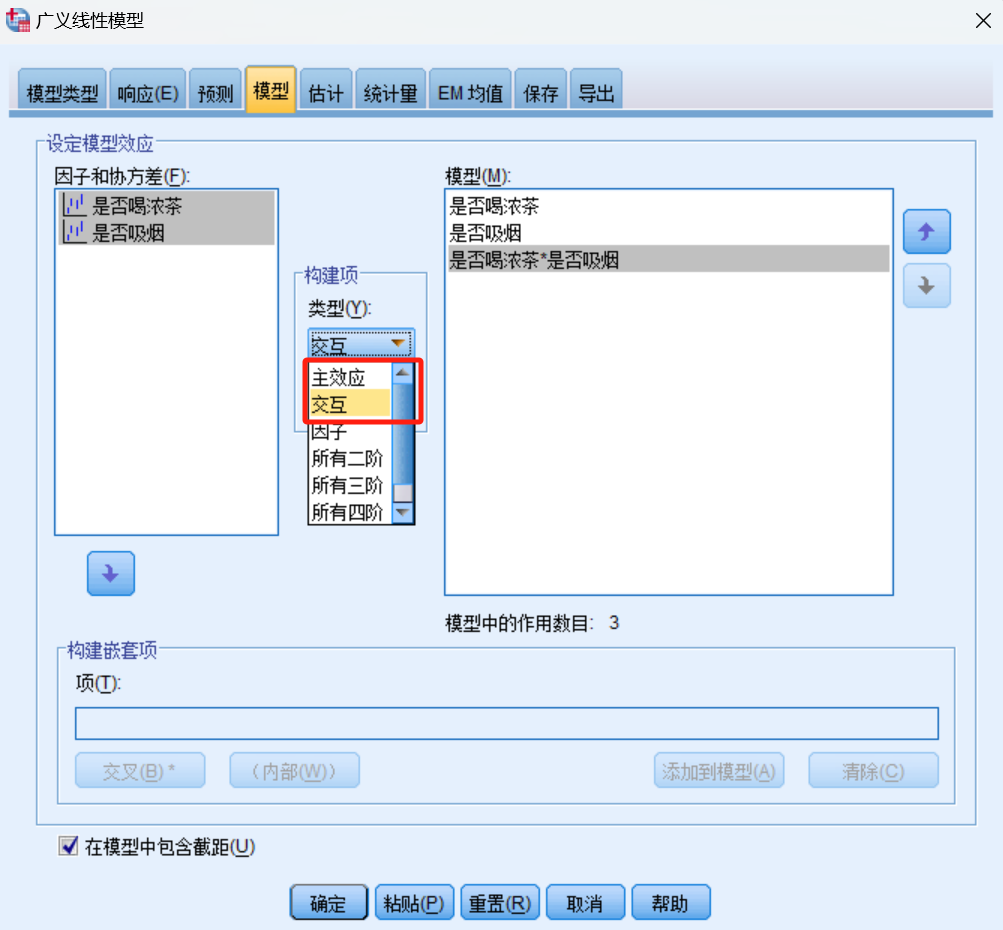 广义线性模型
模型类型 响应(E) 预测 模型 估计 统计量 EM 均值 保存 导出
设定模型效应
因子和协方差(F):
是否喝浓茶
是否吸烟
构建项
类型(Y):
交互
主效应
交互
因子
所有二阶
所有三阶
所有四阶
模型(M):
是否喝浓茶
是否吸烟
是否喝浓茶*是否吸烟
模型中的作用数目: 3
构建嵌套项
项(T):
交叉(B) * (内部(W)) 添加到模型(A) 清除(C)
在模型中包含截距(U)
确定 粘贴(P) 重置(R) 取消 帮助